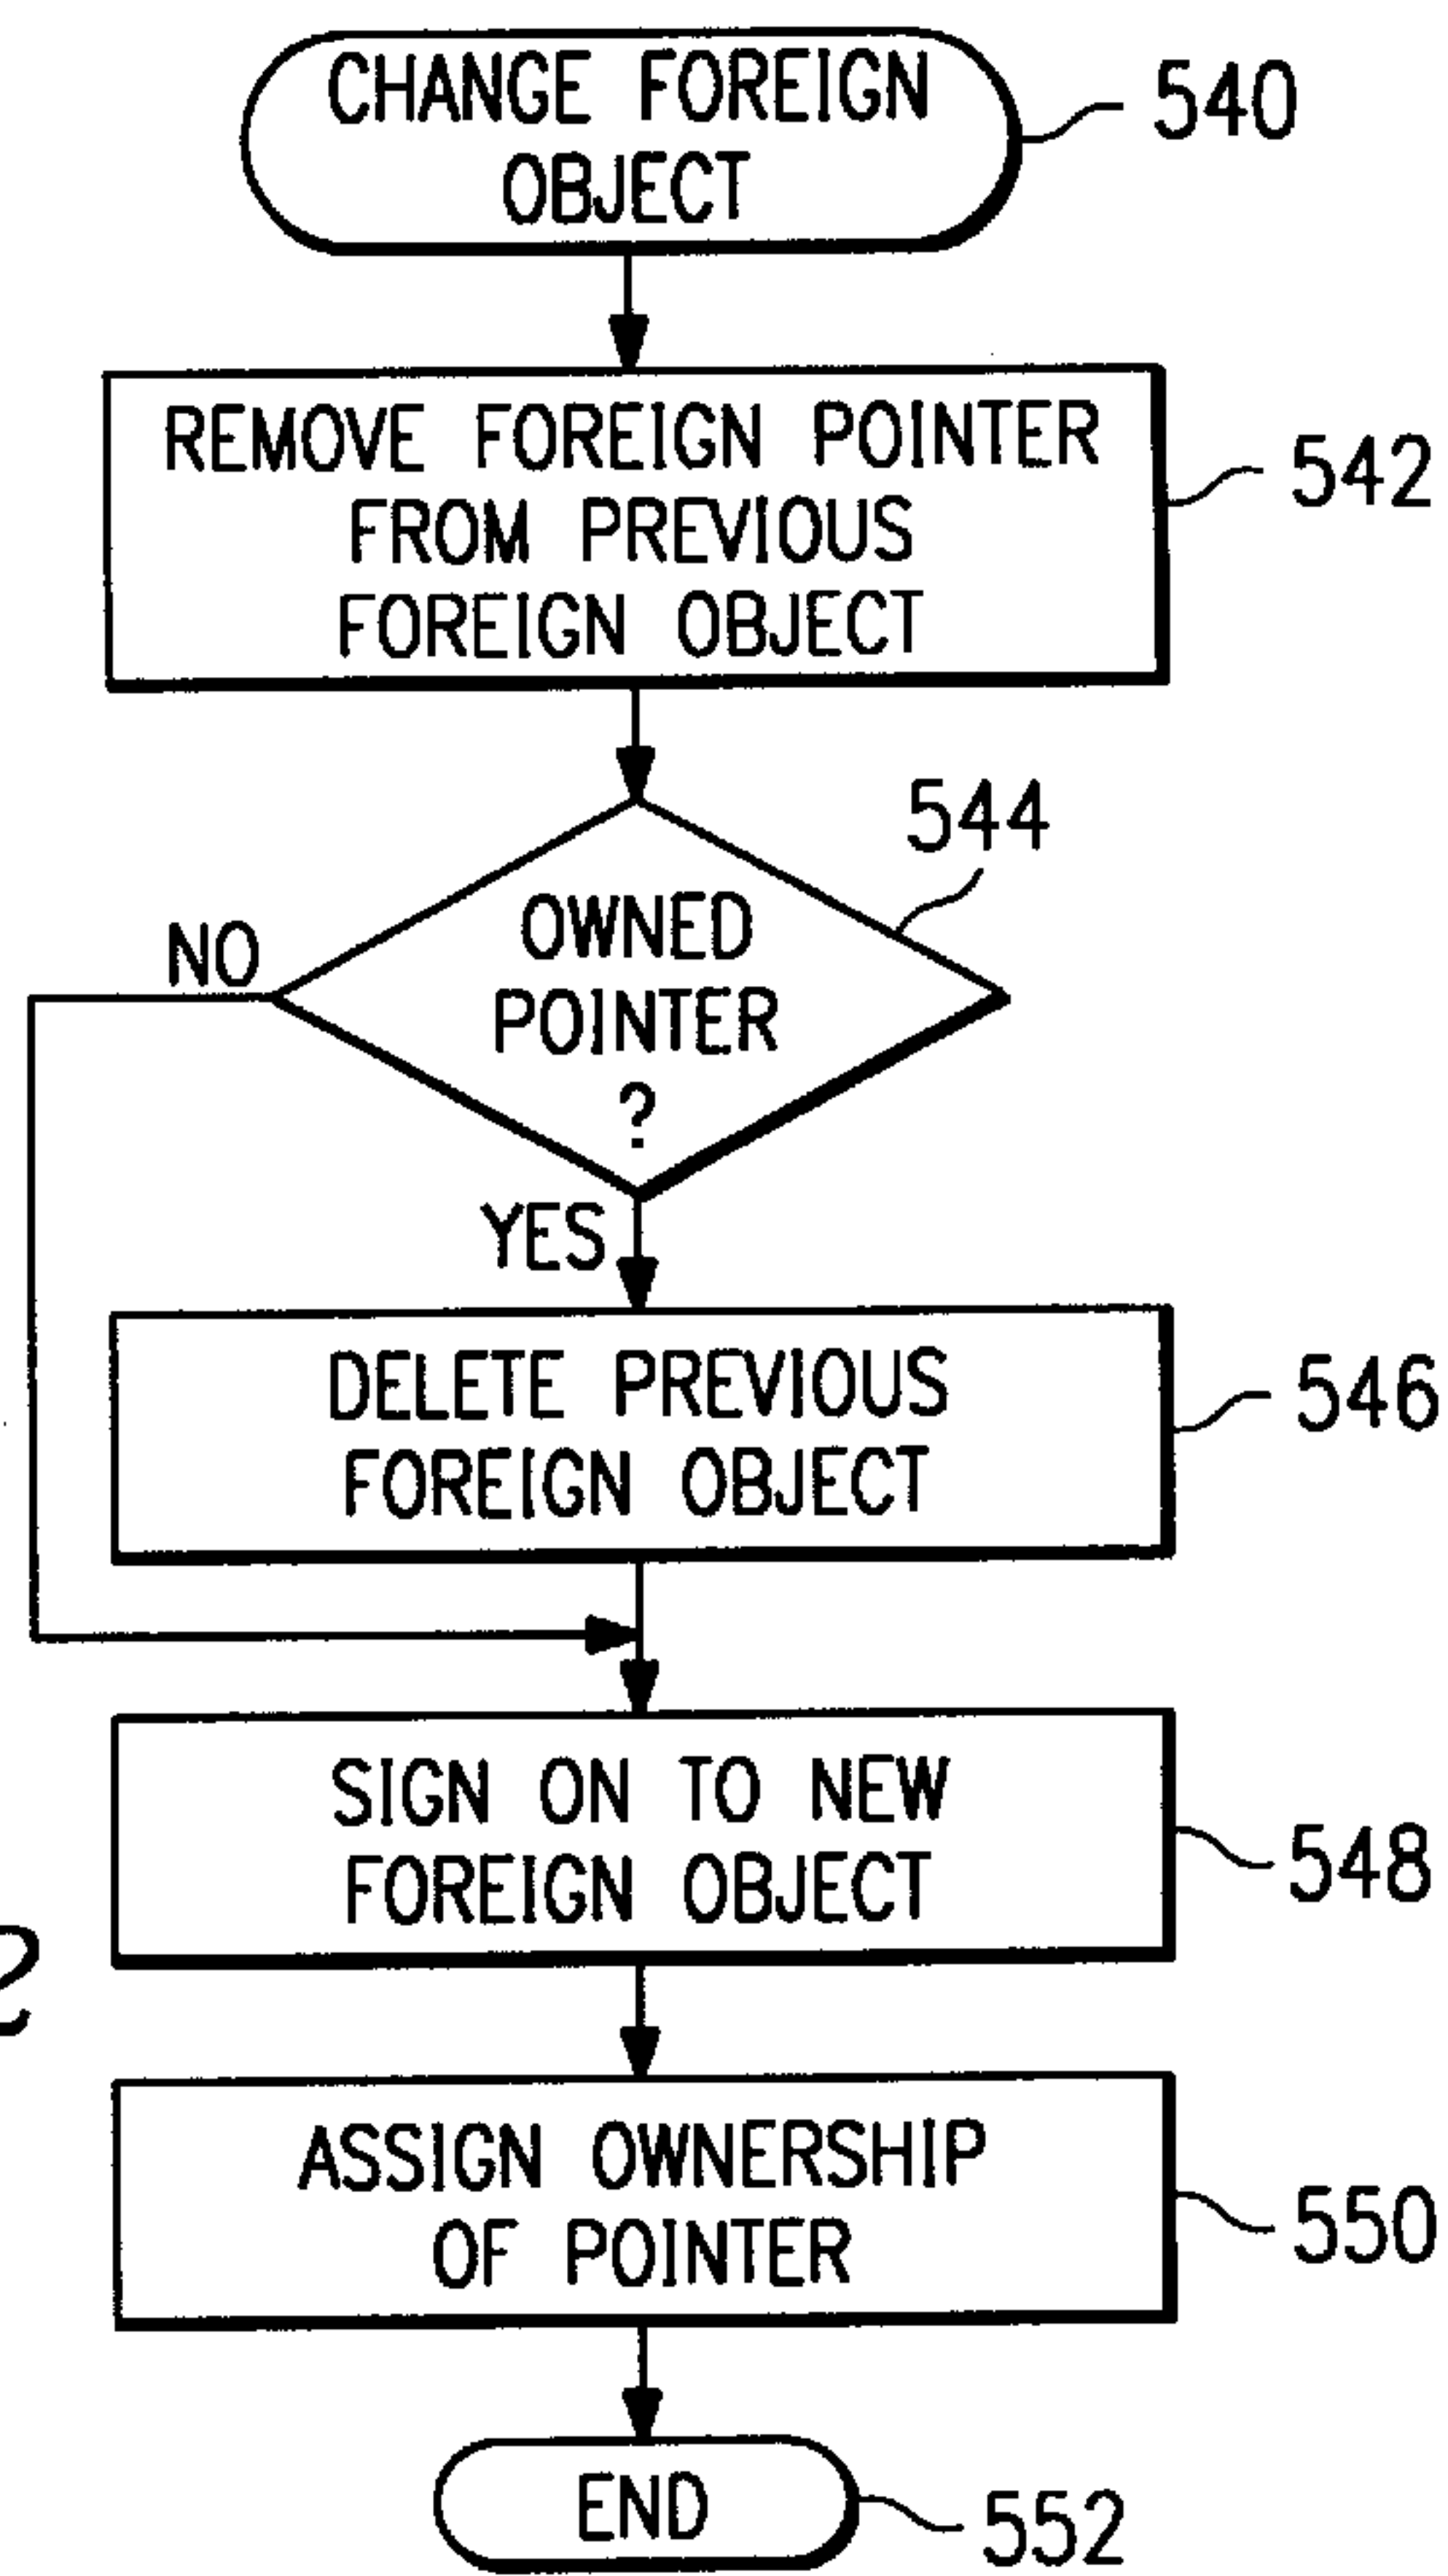 CHANGE FOREIGN
OBJECT
540
REMOVE FOREIGN POINTER
FROM PREVIOUS
FOREIGN OBJECT
542
544
OWNED
POINTER
?
NO
YES
DELETE PREVIOUS
FOREIGN OBJECT
546
SIGN ON TO NEW
FOREIGN OBJECT
548
2
ASSIGN OWNERSHIP
OF POINTER
550
END
552